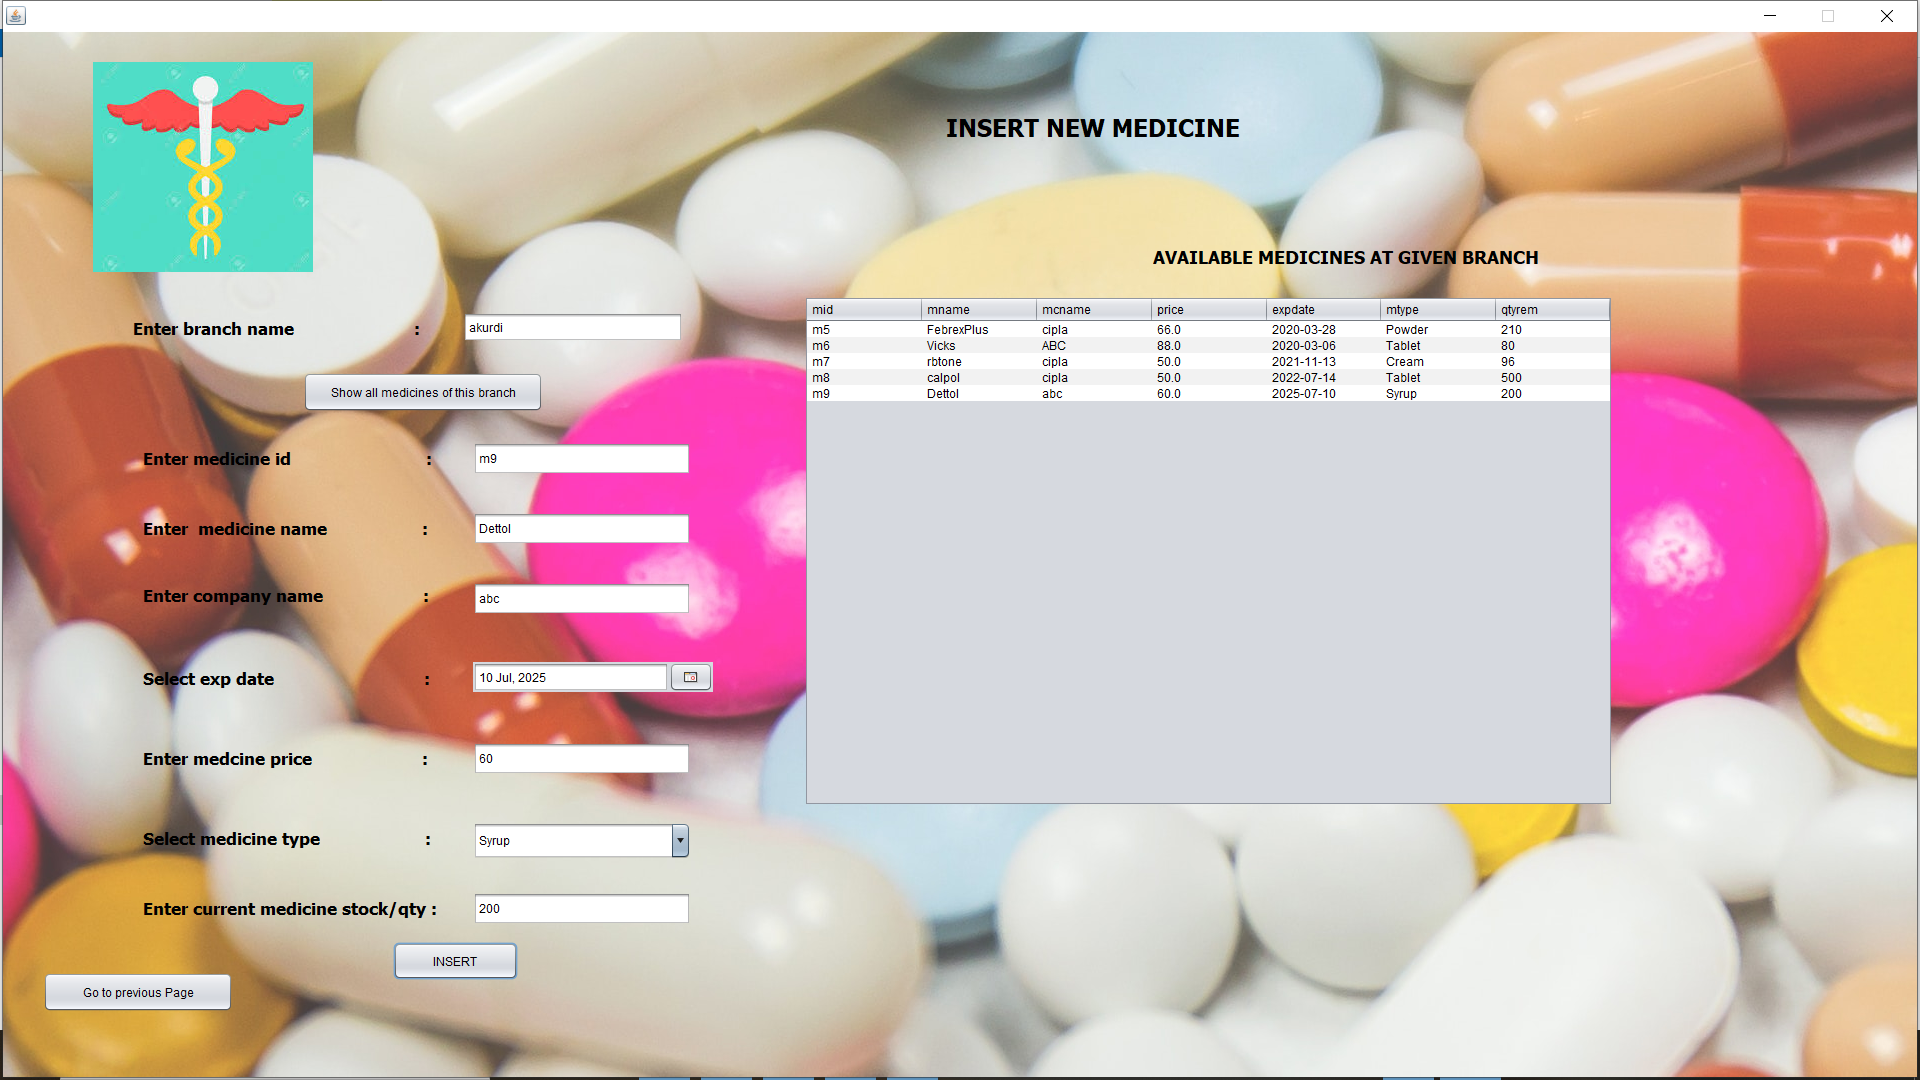 INSERT NEW MEDICINE
AVAILABLE MEDICINES AT GIVEN BRANCH
Enter branch name : akurdi
Show all medicines of this branch
Enter medicine id : m9
Enter  medicine name : Dettol
Enter company name : abc
Select exp date : 10 Jul, 2025
Enter medcine price : 60
Select medicine type : Syrup
Enter current medicine stock/qty : 200
INSERT
Go to previous Page
mid mname mcname price expdate mtype qtyrem
m5 FebrexPlus cipla 66.0 2020-03-28 Powder 210
m6 Vicks ABC 88.0 2020-03-06 Tablet 80
m7 rbtone cipla 50.0 2021-11-13 Cream 96
m8 calpol cipla 50.0 2022-07-14 Tablet 500
m9 Dettol abc 60.0 2025-07-10 Syrup 200